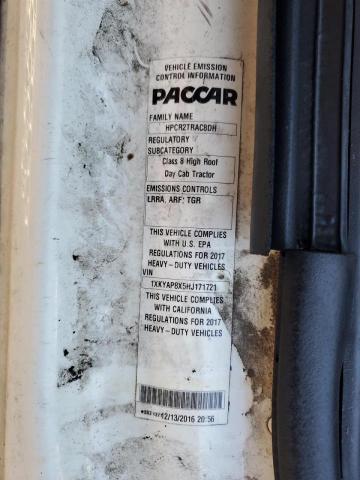 VEHICLE EMISSION
CONTROL INFORMATION
PACCAR
FAMILY NAME
HPCR2TRACBDH
REGULATORY
SUBCATEGORY
Class 8 High Roof
Day Cab Tractor
EMISSIONS CONTROLS
LRRA, ARF, TGR
THIS VEHICLE COMPLIES
WITH U.S. EPA
REGULATIONS FOR 2017
HEAVY-DUTY VEHICLES
VIN
1XKYAP8X5HJ171721
THIS VEHICLE COMPLIES
WITH CALIFORNIA
REGULATIONS FOR 2017
HEAVY-DUTY VEHICLES
12/13/2016 20:56